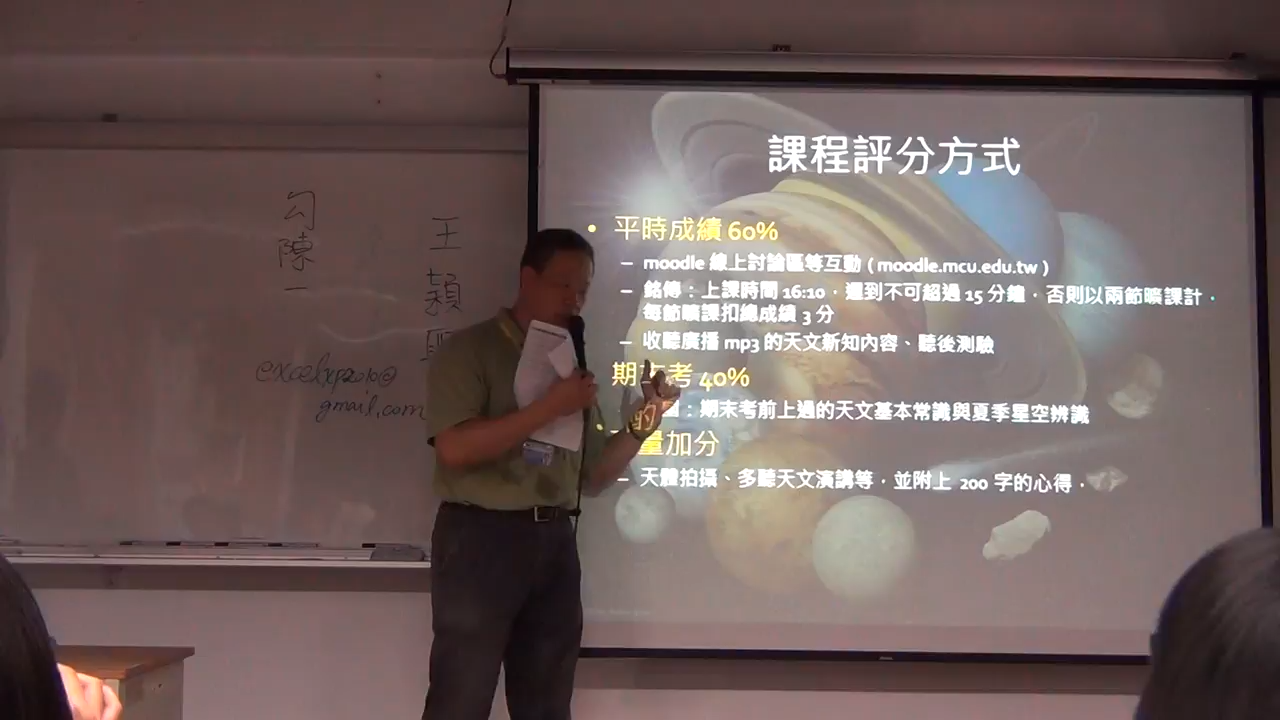 勾陳一
王穎
excelxp2010@
gmail.com
課程評分方式
• 平時成績 60%
– moodle 線上討論區等互動 ( moodle.mcu.edu.tw )
– 銘傳：上課時間 16:10，遲到不可超過 15 分鐘，否則以兩節曠課計，
每節曠課扣總成績 3 分
– 收聽廣播 mp3 的天文新知內容、聽後測驗
期末考 40%
：期末考前上過的天文基本常識與夏季星空辨識
• 量加分
– 天體拍攝、多聽天文演講等，並附上 200 字的心得，